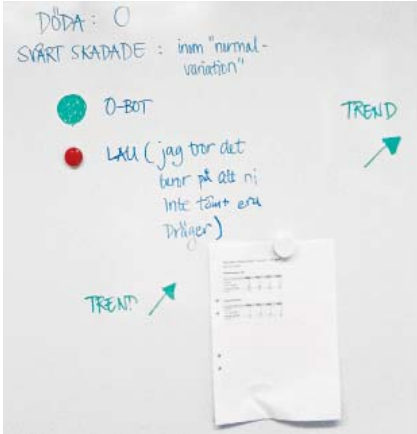 DÖDA: 0
SVÅRT SKADADE : inom "normal-
variation"
O-BOT
TREND
LAU (jag tror det
beror på att ni
inte tömt era
Dräger)
TREND